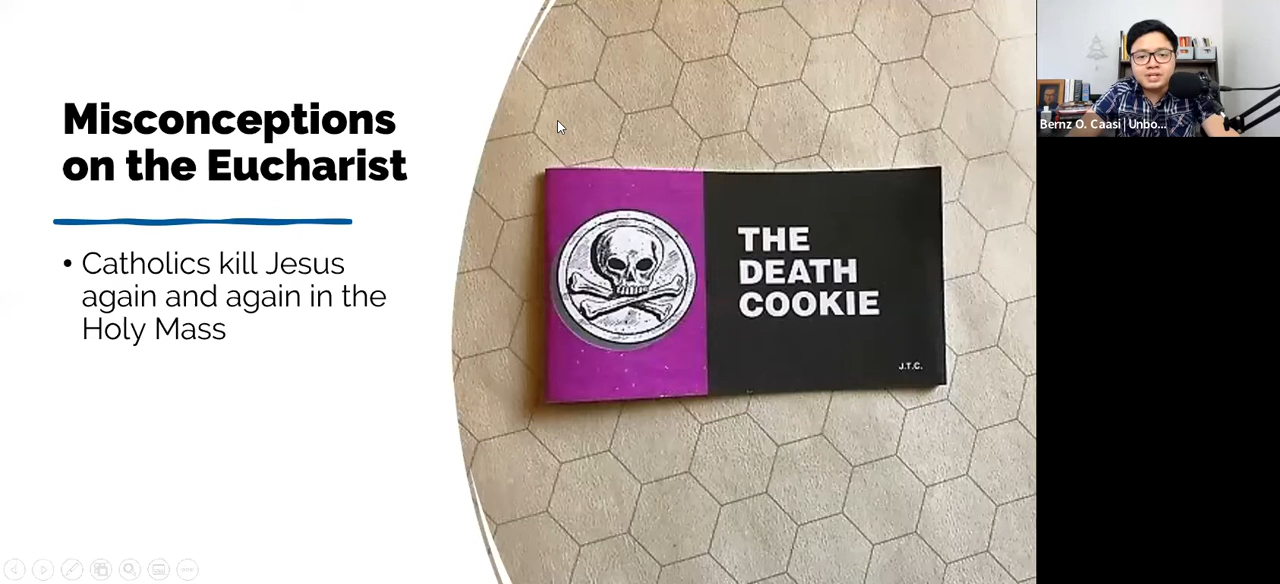 Misconceptions
on the Eucharist
• Catholics kill Jesus
again and again in the
Holy Mass
THE
DEATH
COOKIE
J.T.C.
Bernz O. Caasi | Unbo...